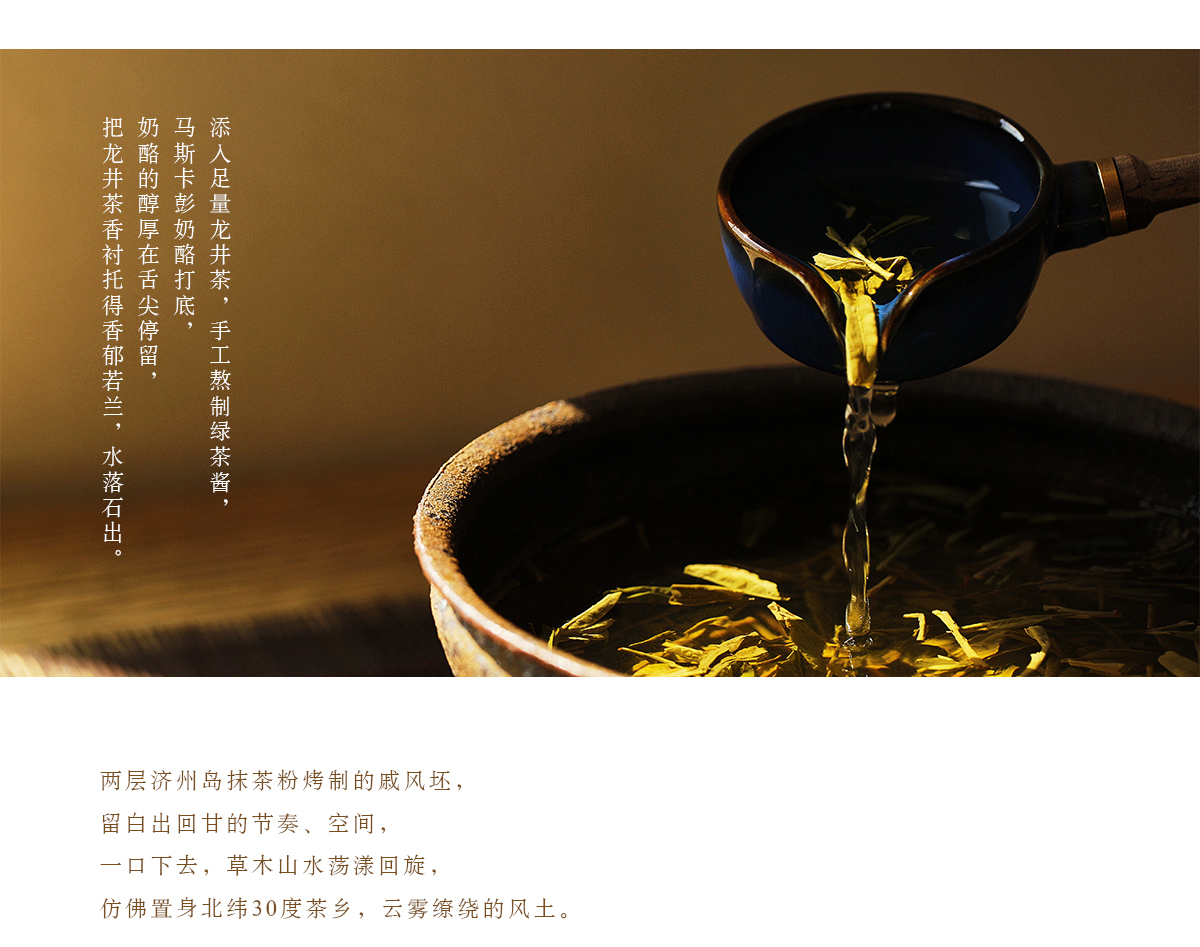 添入足量龙井茶，手工熬制绿茶酱，
马斯卡彭奶酪打底，
奶酪的醇厚在舌尖停留，
把龙井茶香衬托得香郁若兰，水落石出。
两层济州岛抹茶粉烤制的戚风坯，
留白出回甘的节奏、空间，
一口下去，草木山水荡漾回旋，
仿佛置身北纬30度茶乡，云雾缭绕的风土。